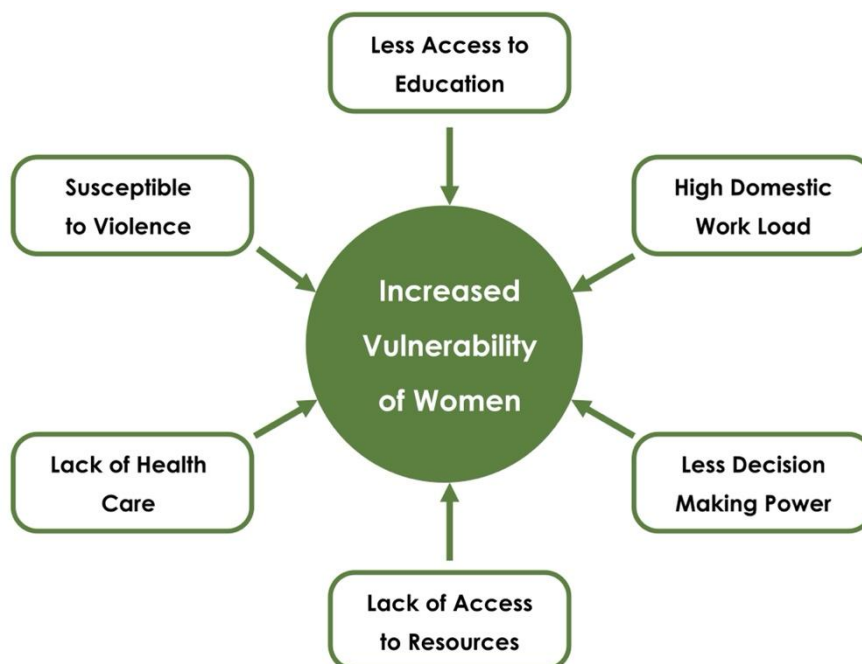 Less Access to
Education
Susceptible
to Violence
High Domestic
Work Load
Increased
Vulnerability
of Women
Lack of Health
Care
Less Decision
Making Power
Lack of Access
to Resources